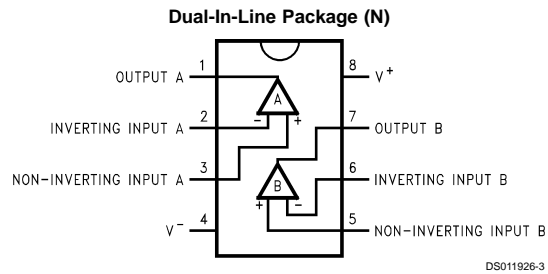 Dual-In-Line Package (N)
OUTPUT A 1
8 V+
A
2
INVERTING INPUT A
− +
7
OUTPUT B
3
NON−INVERTING INPUT A
B
6
INVERTING INPUT B
+ −
V− 4
5
NON−INVERTING INPUT B
DS011926-3